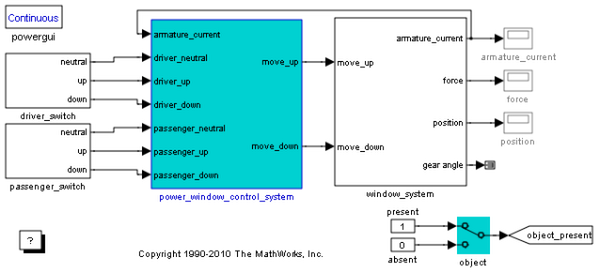 Continuous
powergui
neutral
up
down
driver_switch
neutral
up
down
passenger_switch
armature_current
driver_neutral
driver_up
driver_down
passenger_neutral
passenger_up
passenger_down
move_up
move_down
power_window_control_system
move_up
move_down
armature_current
force
position
gear angle
window_system
armature_current
force
position
present
1
0
absent
object
object_present
?
Copyright 1990-2010 The MathWorks, Inc.